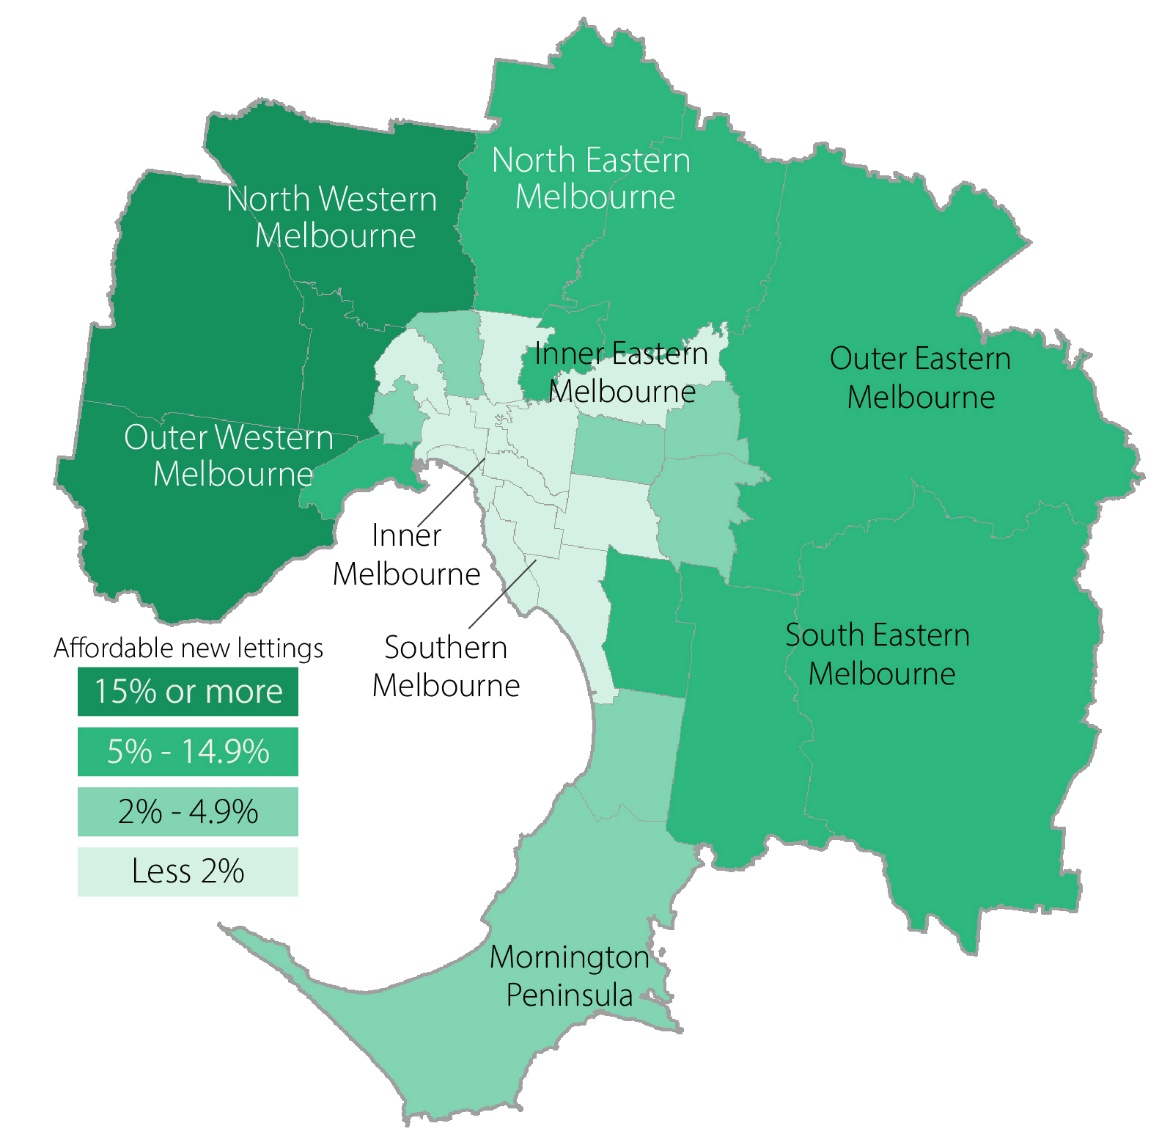 North Eastern
Melbourne
North Western
Melbourne
Inner Eastern
Melbourne
Outer Eastern
Melbourne
Outer Western
Melbourne
Inner
Melbourne
Southern
Melbourne
South Eastern
Melbourne
Affordable new lettings
15% or more
5% - 14.9%
2% - 4.9%
Less 2%
Mornington
Peninsula